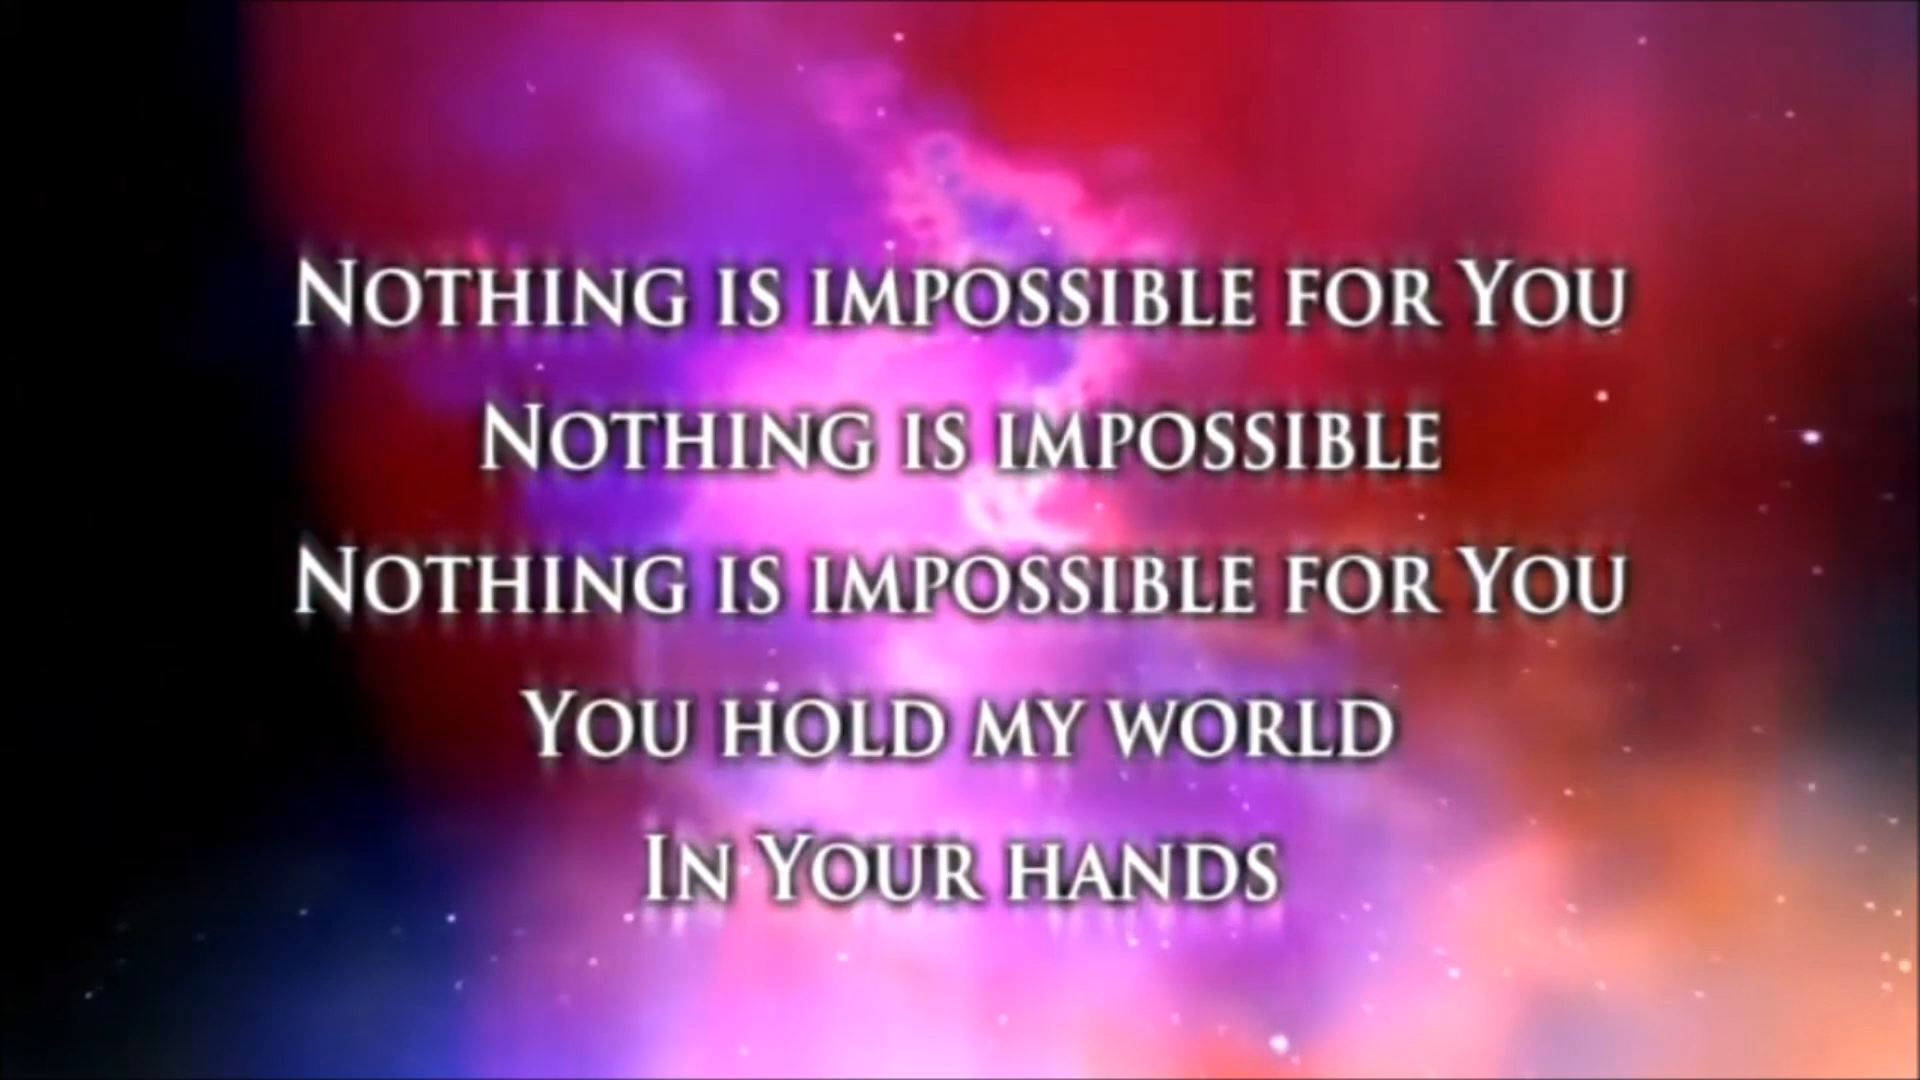 Nothing is impossible for You
Nothing is impossible
Nothing is impossible for You
You hold my world
In Your hands